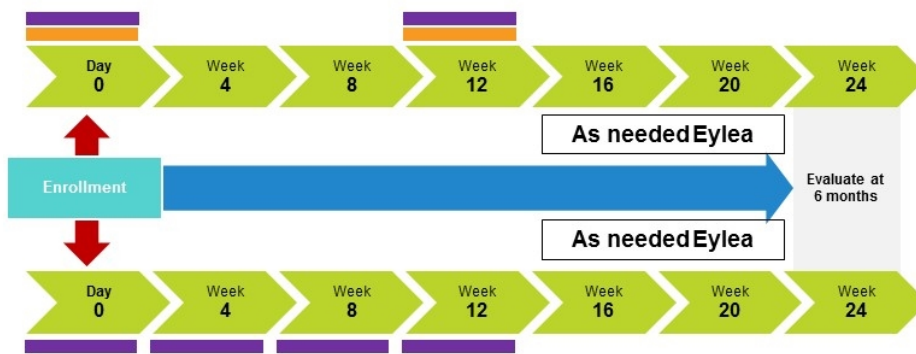 Day Week Week Week Week Week Week
0 4 8 12 16 20 24
As needed Eylea
Enrollment
Evaluate at
6 months
As needed Eylea
Day Week Week Week Week Week Week
0 4 8 12 16 20 24